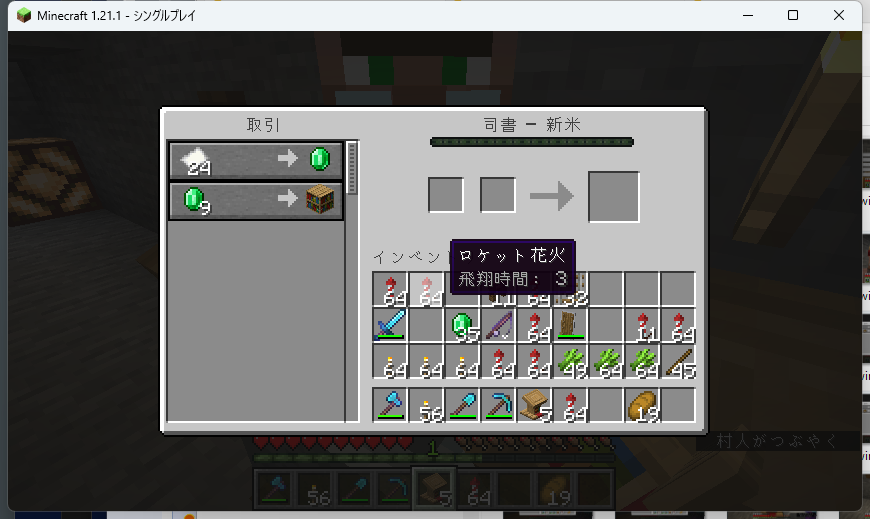 Minecraft 1.21.1 - シングルプレイ
取引
司書 - 新米
24
9
インベント
ロケット花火
飛翔時間： 3
64 64 11 64 32
35 64 11 64
64 64 64 64 64 49 64 64 45
56 5 64 19
村人がつぶやく
1
56 5 64 19